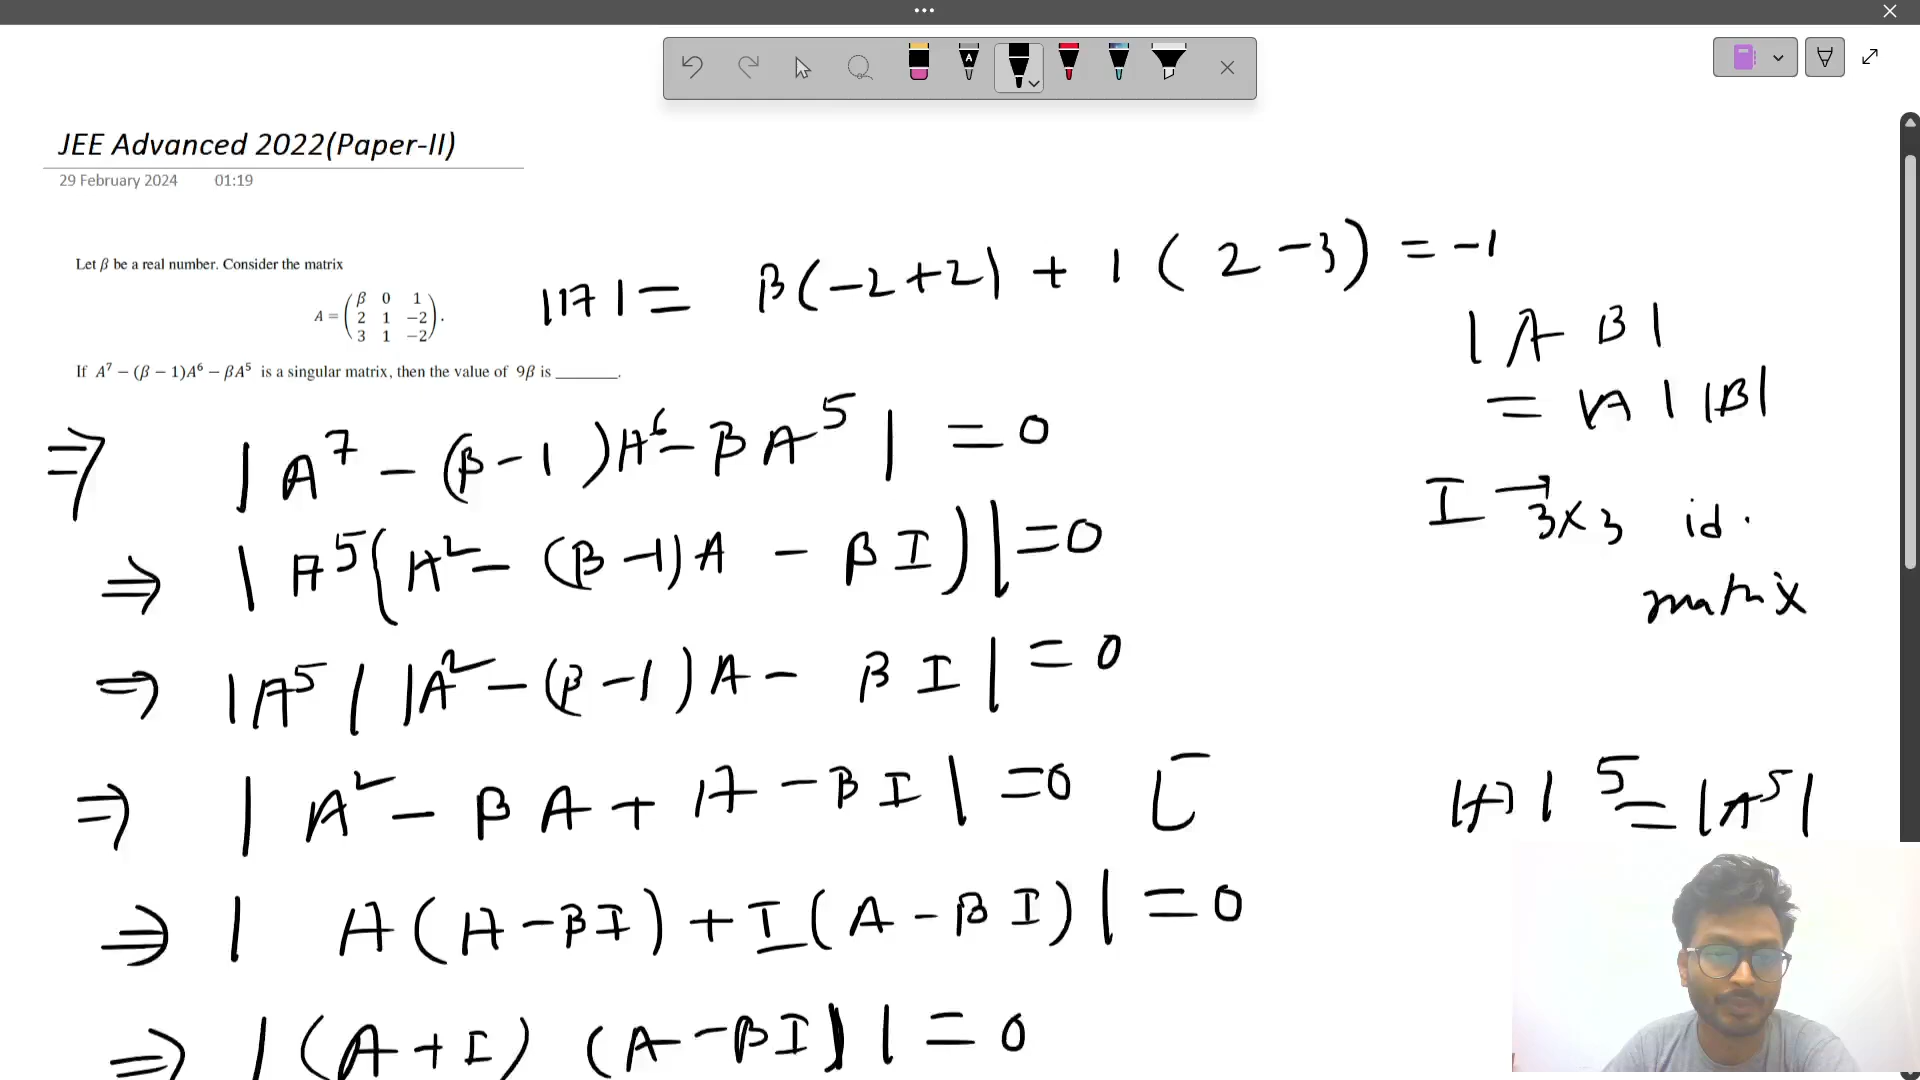 JEE Advanced 2022(Paper-II)
29 February 2024 01:19
Let β be a real number. Consider the matrix
A = ( β 0 1
2 1 −2
3 1 −2 ) .
If A⁷ − (β − 1)A⁶ − βA⁵ is a singular matrix, then the value of 9β is ________.
|A| = β(-2+2) + 1(2-3) = -1
|AB|
= |A||B|
I → 3×3 id.
matrix
⇒ |A⁷ - (β-1)A⁶ - βA⁵| = 0
⇒ |A⁵(A² - (β-1)A - βI)| = 0
⇒ |A⁵| |A² - (β-1)A - βI| = 0
⇒ |A² - βA + A - βI| = 0 [
|A|⁵ = |A⁵|
⇒ |A(A-βI) + I(A-βI)| = 0
⇒ |(A+I) (A-βI)| = 0